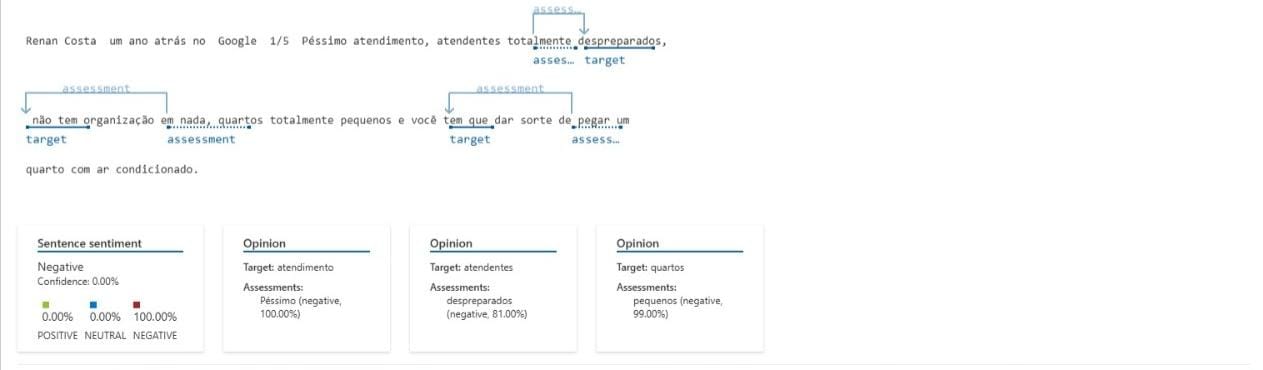 assess...
Renan Costa um ano atrás no Google 1/5 Péssimo atendimento, atendentes totalmente despreparados,
asses... target
assessment assessment
não tem organização em nada, quartos totalmente pequenos e você tem que dar sorte de pegar um
target assessment target assess...
quarto com ar condicionado.
Sentence sentiment
Negative
Confidence: 0.00%
0.00% 0.00% 100.00%
POSITIVE NEUTRAL NEGATIVE
Opinion
Target: atendimento
Assessments:
Péssimo (negative,
100.00%)
Opinion
Target: atendentes
Assessments:
despreparados
(negative, 81.00%)
Opinion
Target: quartos
Assessments:
pequenos (negative,
99.00%)